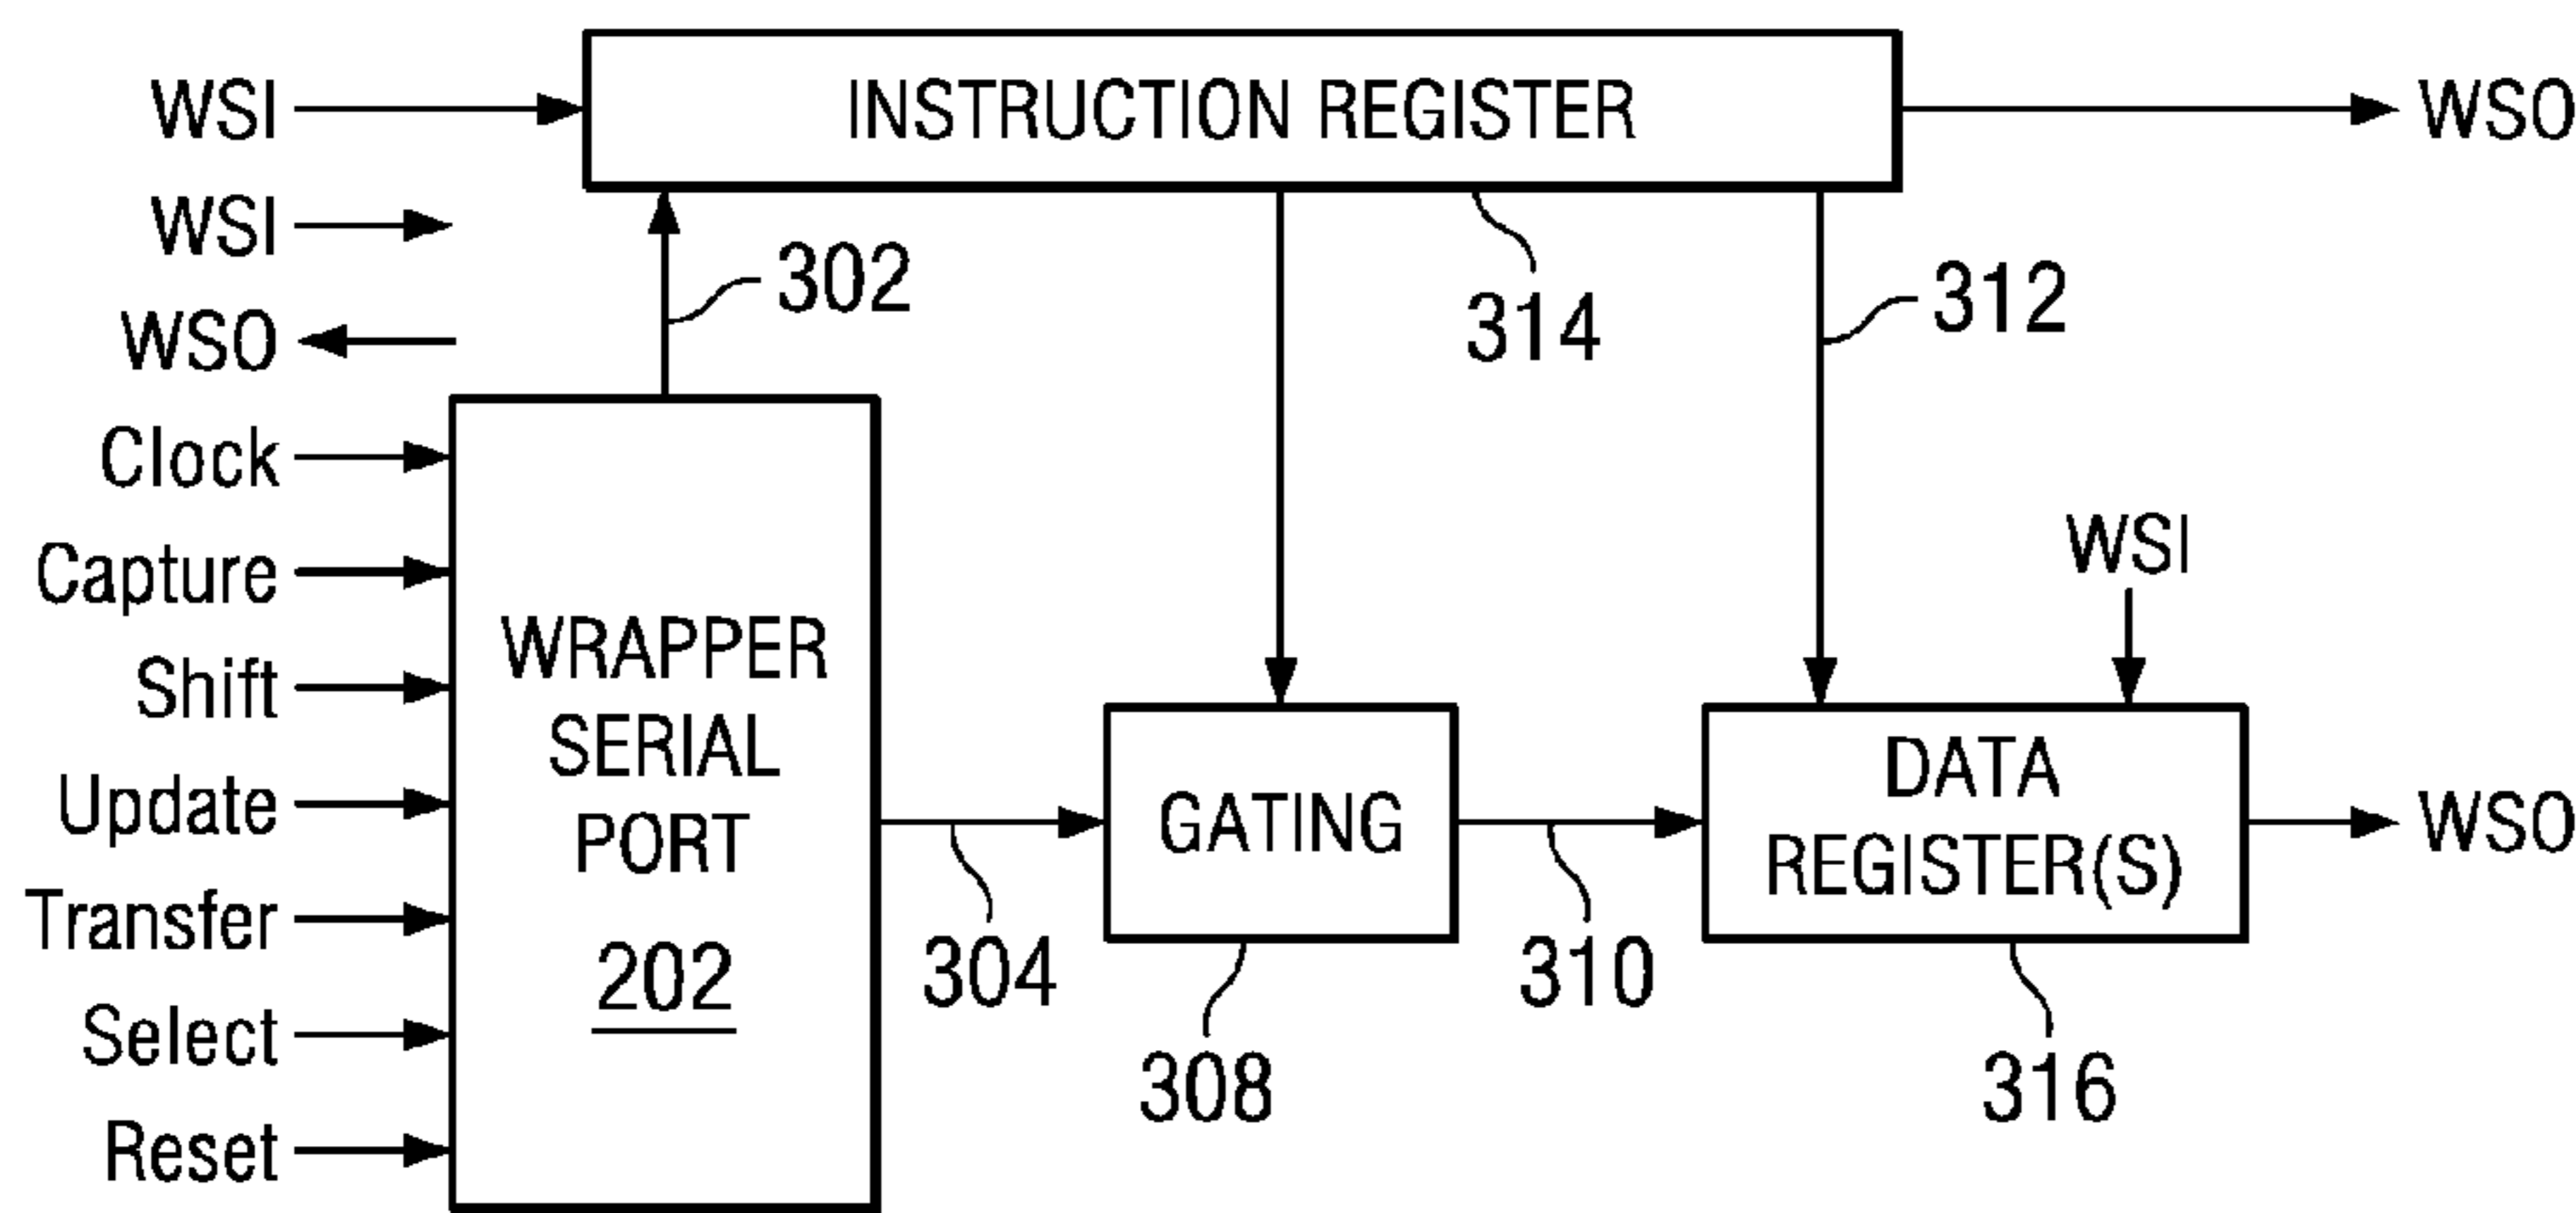 WSI
INSTRUCTION REGISTER
WSO
WSI
302
314
312
WSO
Clock
Capture
Shift
Update
Transfer
Select
Reset
WRAPPER
SERIAL
PORT
202
304
GATING
308
310
WSI
DATA
REGISTER(S)
WSO
316